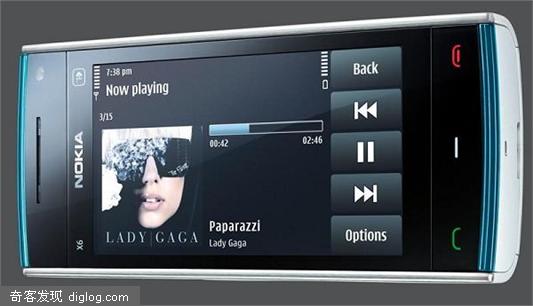 7:38 pm
Now playing
3/15
00:42
02:46
Paparazzi
Lady Gaga
LADY GAGA
Back
Options
NOKIA
X6
奇客发现 diglog.com